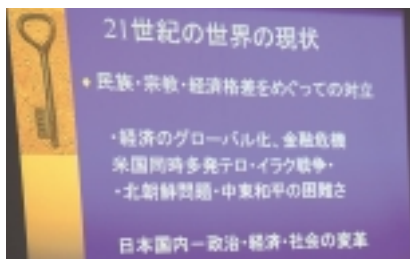 21世紀の世界の現状
民族・宗教・経済格差をめぐっての対立
・経済のグローバル化、金融危機
米国同時多発テロ・イラク戦争・
・北朝鮮問題・中東和平の困難さ
日本国内ー政治・経済・社会の変革